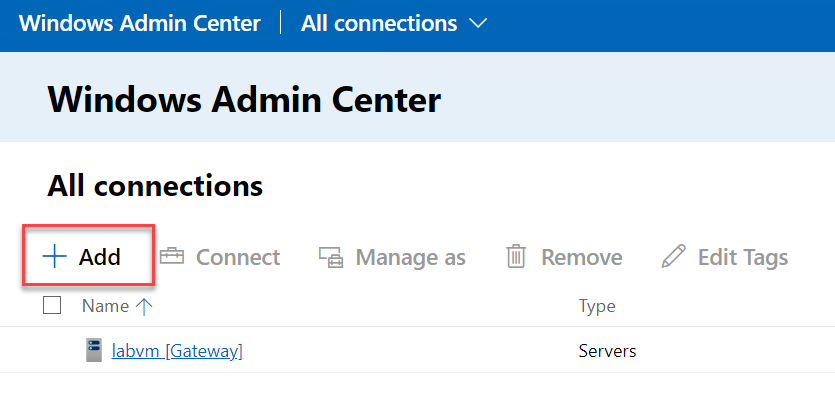 Windows Admin Center All connections
Windows Admin Center
All connections
Add Connect Manage as Remove Edit Tags
Name Type
labvm [Gateway] Servers